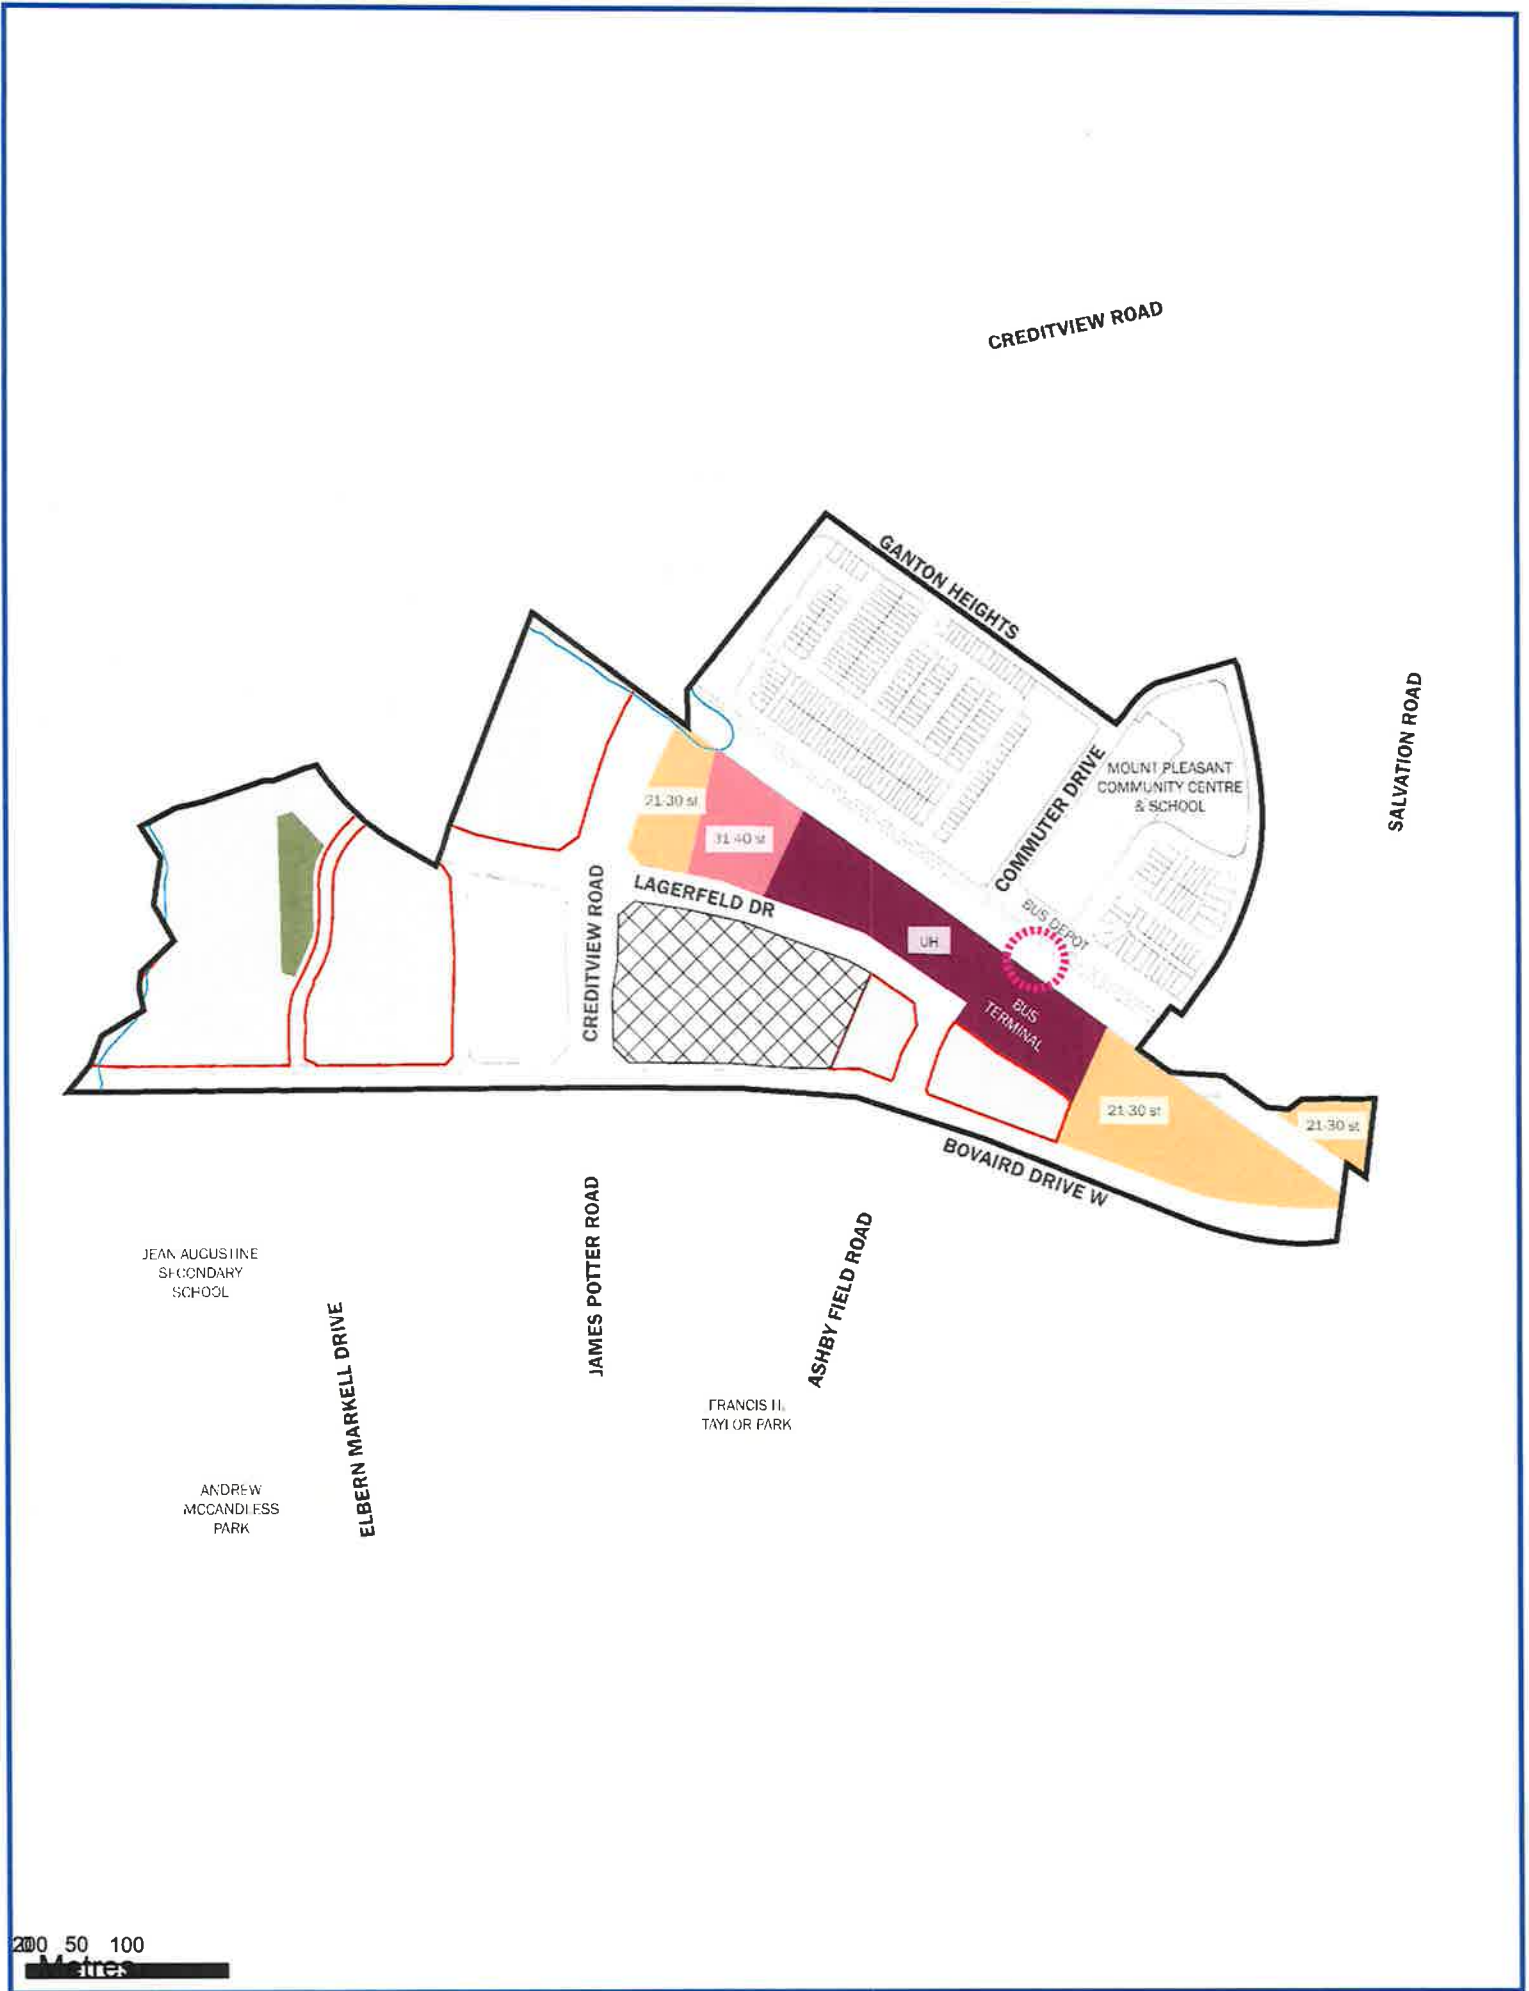 CREDITVIEW ROAD
GANTON HEIGHTS
SALVATION ROAD
MOUNT PLEASANT
COMMUNITY CENTRE
& SCHOOL
COMMUTER DRIVE
21-30 st
31-40 st
CREDITVIEW ROAD
LAGERFELD DR
BUS DEPOT
UH
BUS
TERMINAL
21-30 st
21-30 st
BOVAIRD DRIVE W
JAMES POTTER ROAD
ASHBY FIELD ROAD
JEAN AUGUSTINE
SECONDARY
SCHOOL
ELBERN MARKELL DRIVE
FRANCIS H.
TAYLOR PARK
ANDREW
MCCANDLESS
PARK
50 100
Metres